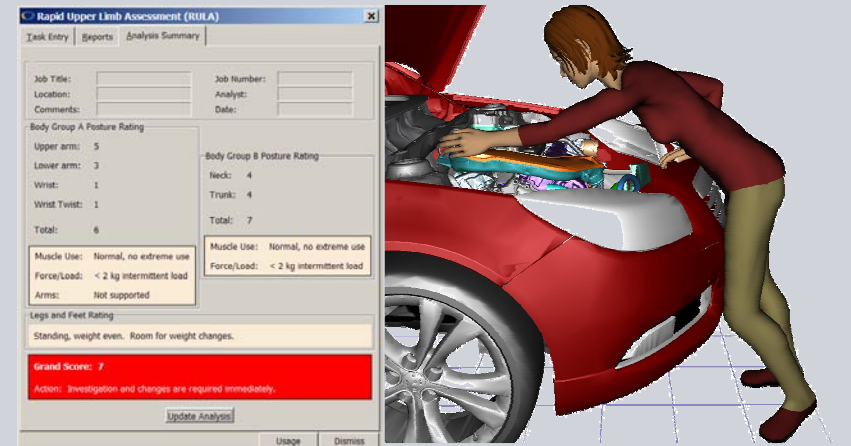 Rapid Upper Limb Assessment (RULA)
Task Entry Reports Analysis Summary
Job Title: Job Number:
Location: Analyst:
Comments: Date:
Body Group A Posture Rating
Upper arm: 5
Lower arm: 3
Wrist: 1
Wrist Twist: 1
Total: 6
Muscle Use: Normal, no extreme use
Force/Load: < 2 kg intermittent load
Arms: Not supported
Body Group B Posture Rating
Neck: 4
Trunk: 4
Total: 7
Muscle Use: Normal, no extreme use
Force/Load: < 2 kg intermittent load
Legs and Feet Rating
Standing, weight even. Room for weight changes.
Grand Score: 7
Action: Investigation and changes are required immediately.
Update Analysis
Usage Dismiss